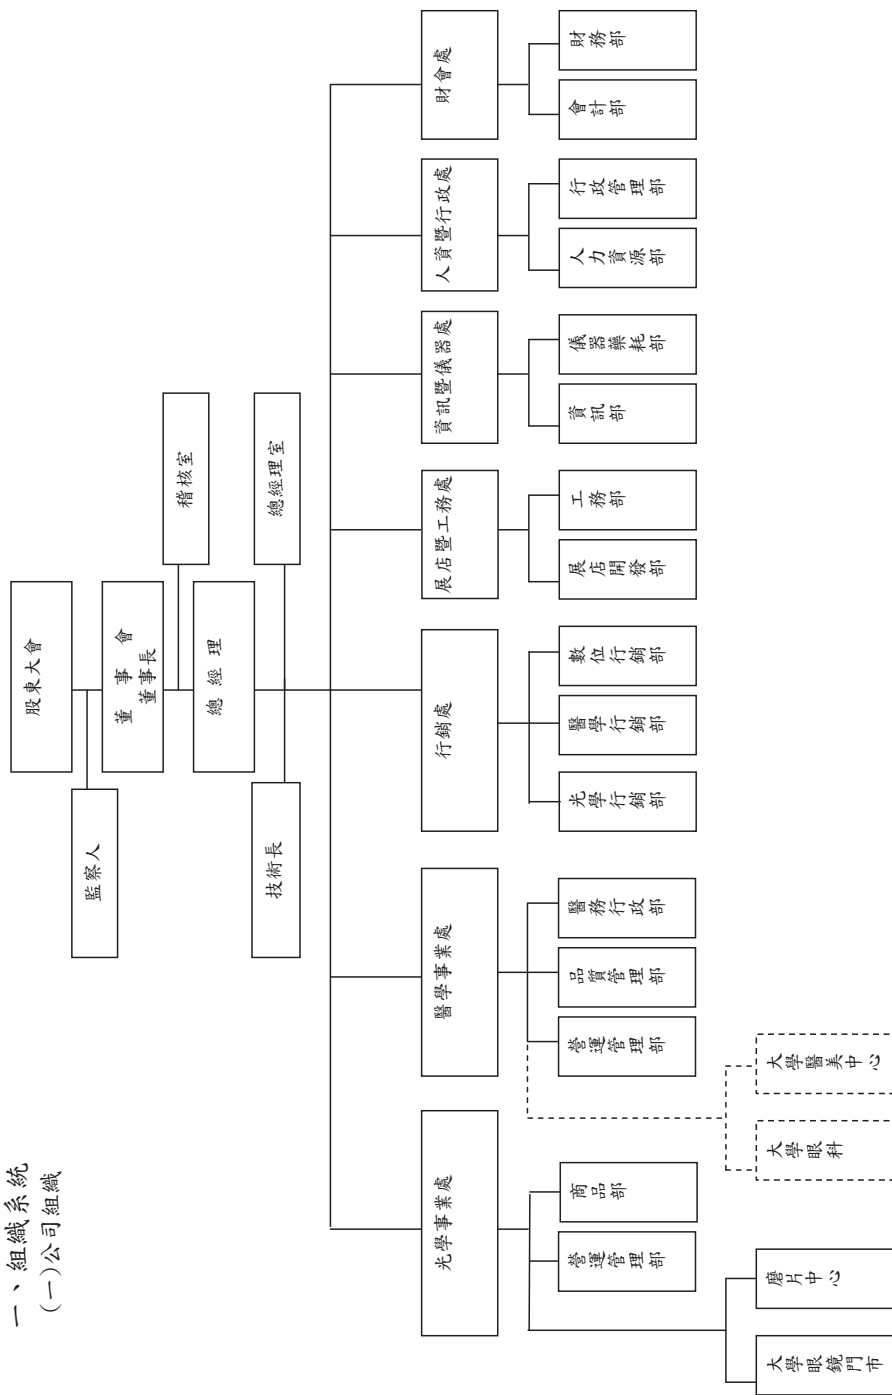 一、組織系統
(一)公司組織
股東大會
監察人
董事會
董事長
稽核室
總經理
技術長
總經理室
光學事業處
醫學事業處
行銷處
展店暨工務處
資訊暨儀器處
人資暨行政處
財會處
營運管理部
商品部
營運管理部
品質管理部
醫務行政部
光學行銷部
醫學行銷部
數位行銷部
展店開發部
工務部
資訊部
儀器藥耗部
人力資源部
行政管理部
會計部
財務部
大學眼鏡門市
磨片中心
大學眼科
大學醫美中心